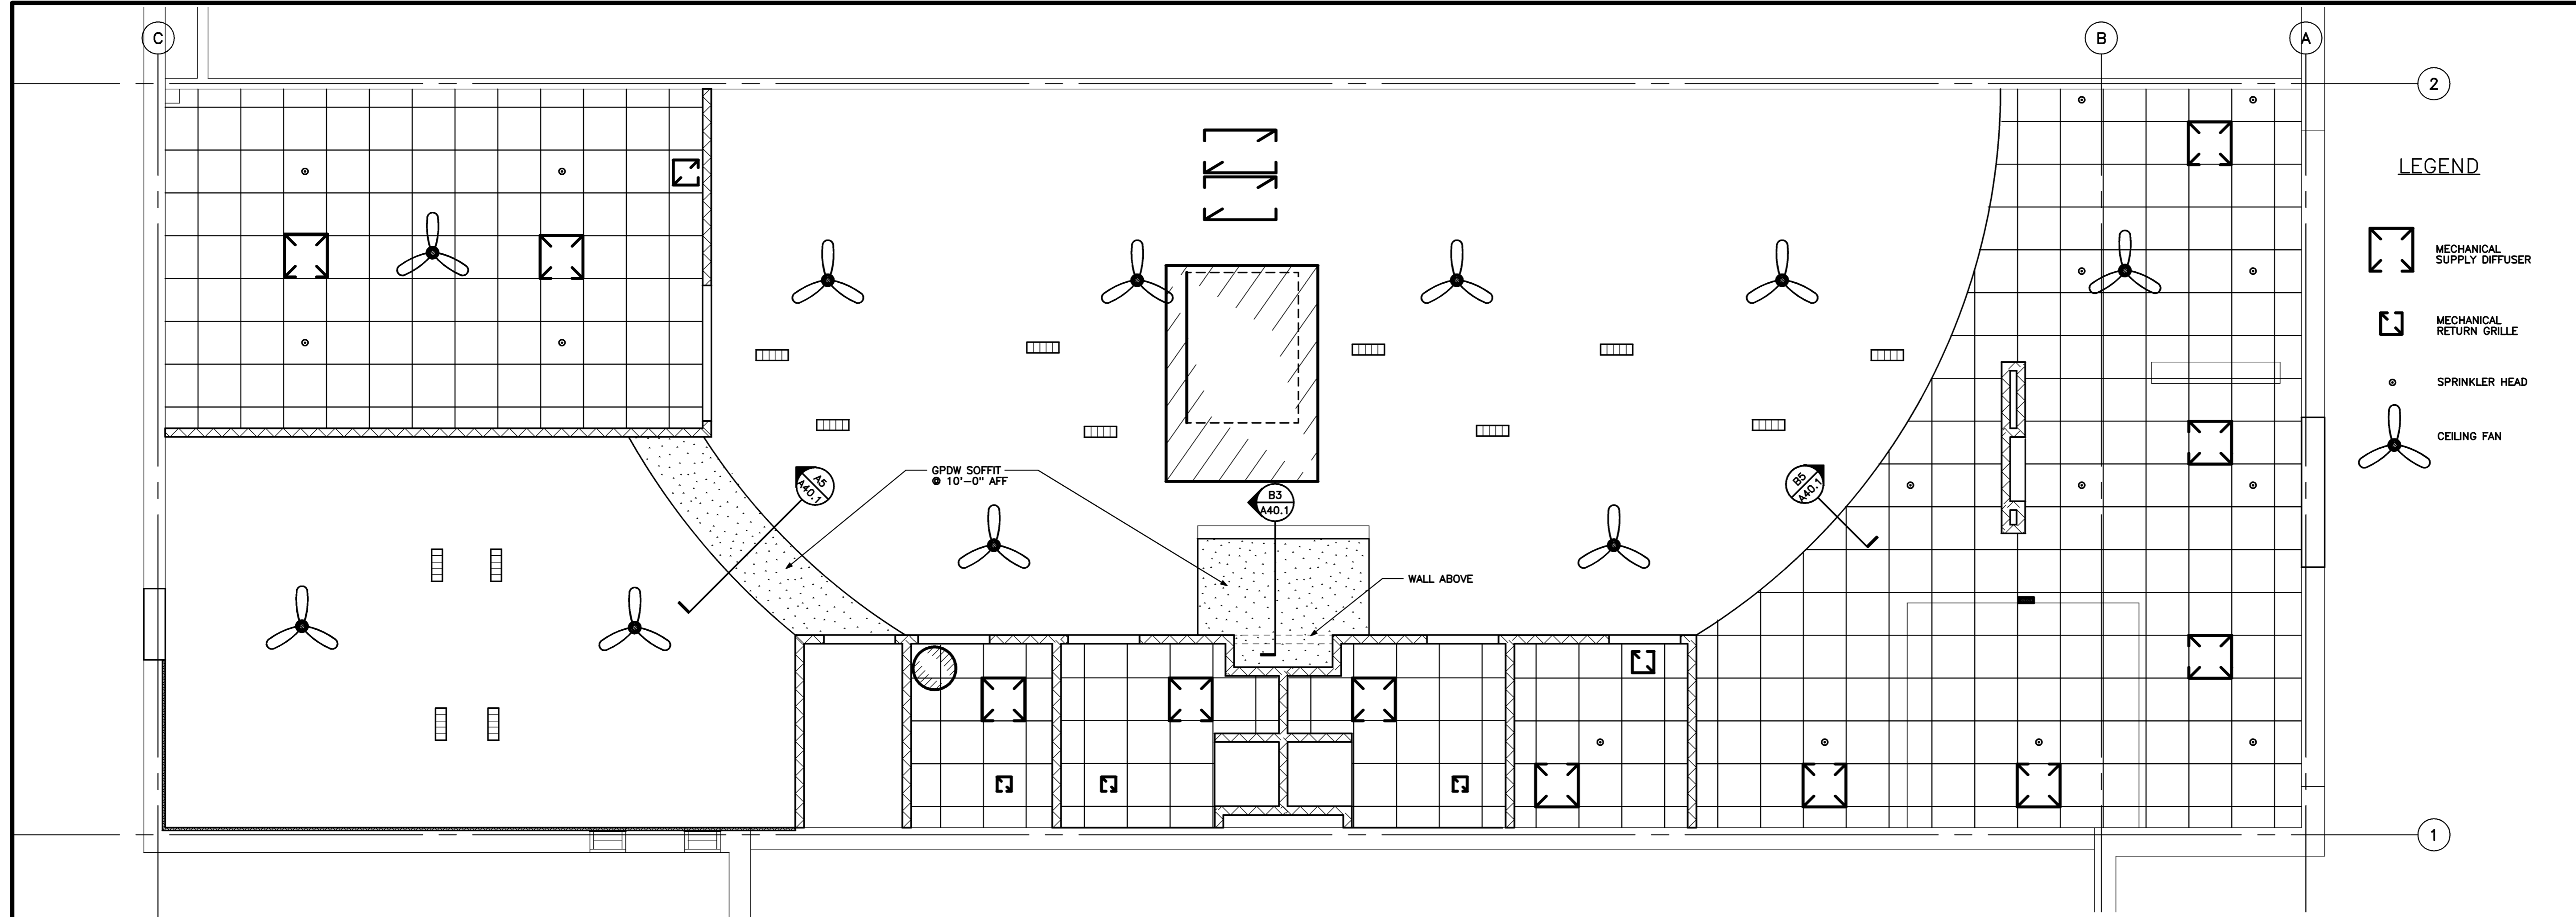 C
B
A
2
LEGEND
MECHANICAL
SUPPLY DIFFUSER
MECHANICAL
RETURN GRILLE
SPRINKLER HEAD
CEILING FAN
GPDW SOFFIT
@ 10'-0" AFF
A5
A40.1
B3
A40.1
B5
A40.1
WALL ABOVE
1